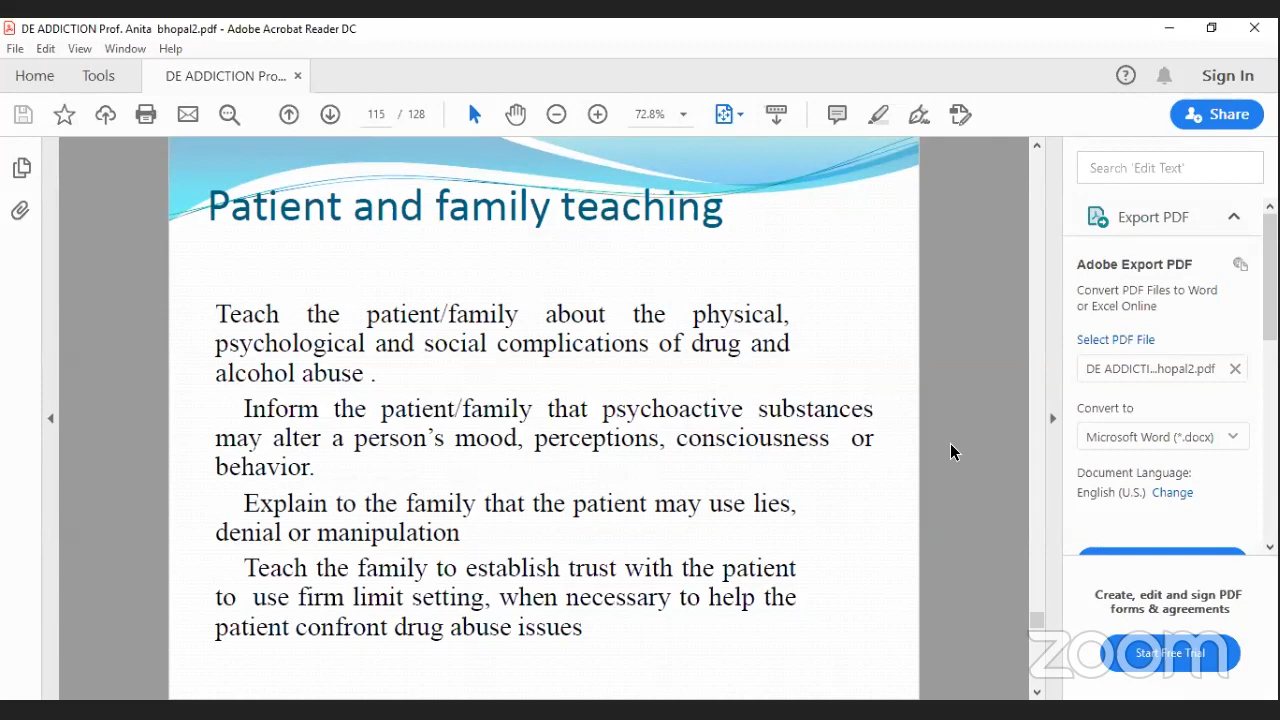 DE ADDICTION Prof. Anita bhopal2.pdf - Adobe Acrobat Reader DC
File Edit View Window Help
Home Tools DE ADDICTION Pro... × Sign In
115 / 128 72.8% Share
Patient and family teaching
Teach the patient/family about the physical,
psychological and social complications of drug and
alcohol abuse .
Inform the patient/family that psychoactive substances
may alter a person's mood, perceptions, consciousness or
behavior.
Explain to the family that the patient may use lies,
denial or manipulation
Teach the family to establish trust with the patient
to use firm limit setting, when necessary to help the
patient confront drug abuse issues
Search 'Edit Text'
Export PDF
Adobe Export PDF
Convert PDF Files to Word
or Excel Online
Select PDF File
DE ADDICTI...hopal2.pdf
Convert to
Microsoft Word (*.docx)
Document Language:
English (U.S.) Change
Create, edit and sign PDF
forms & agreements
Start Free Trial
zoom